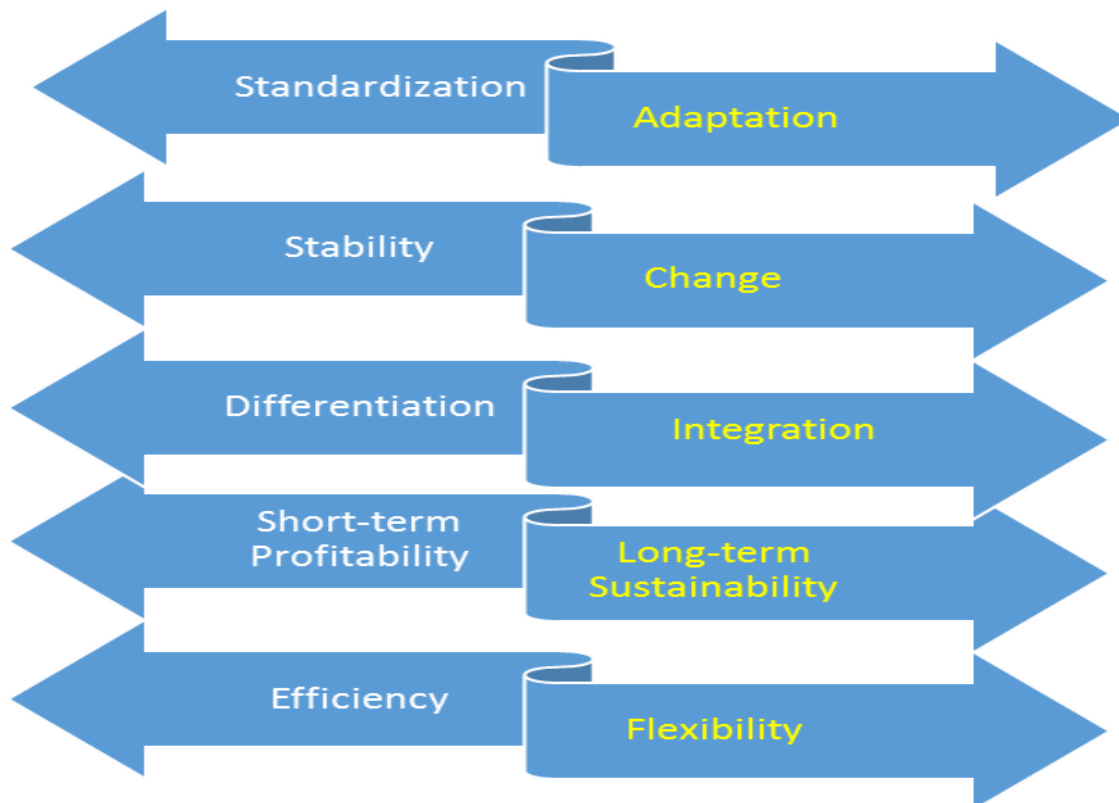 Standardization
Adaptation
Stability
Change
Differentiation
Integration
Short-term
Profitability
Long-term
Sustainability
Efficiency
Flexibility